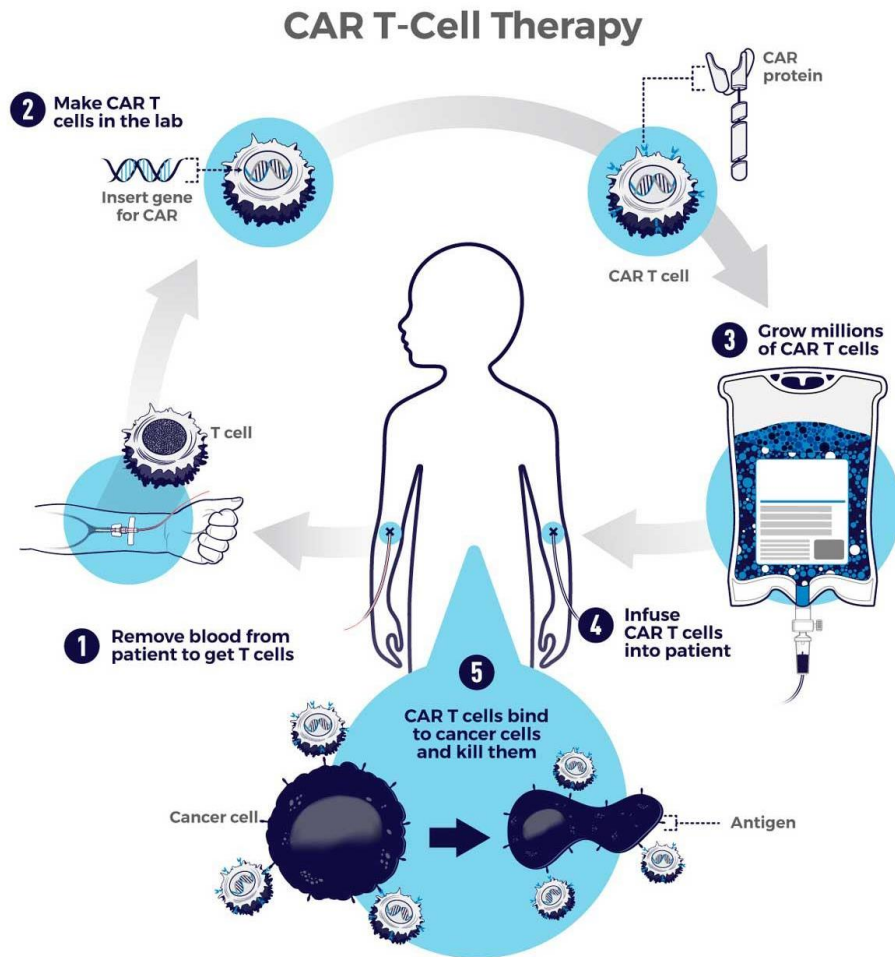 CAR T-Cell Therapy
CAR
protein
2 Make CAR T
cells in the lab
Insert gene
for CAR
CAR T cell
3 Grow millions
of CAR T cells
T cell
1 Remove blood from
patient to get T cells
4 Infuse
CAR T cells
into patient
5
CAR T cells bind
to cancer cells
and kill them
Cancer cell
Antigen